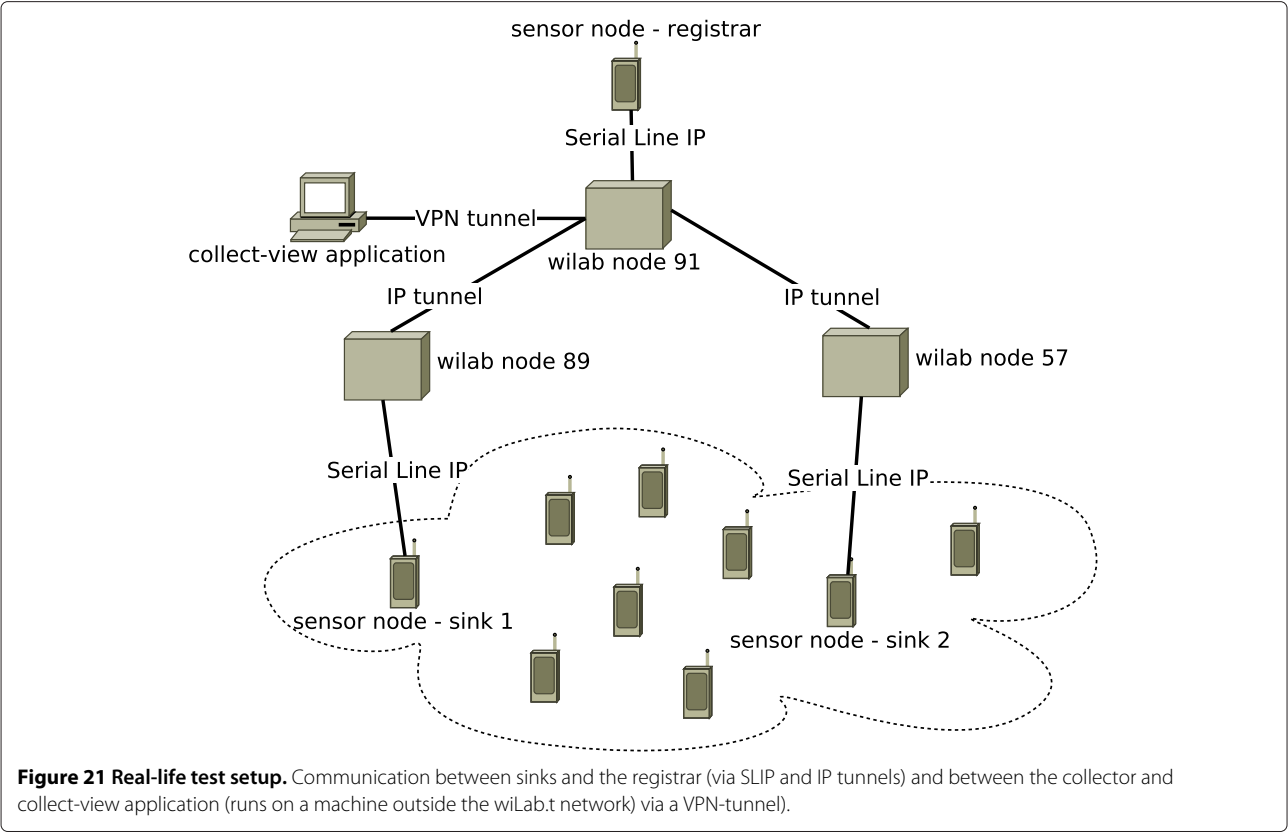 sensor node - registrar
Serial Line IP
VPN tunnel
collect-view application
wilab node 91
IP tunnel
IP tunnel
wilab node 89
wilab node 57
Serial Line IP
Serial Line IP
sensor node - sink 1
sensor node - sink 2
Figure 21 Real-life test setup. Communication between sinks and the registrar (via SLIP and IP tunnels) and between the collector and
collect-view application (runs on a machine outside the wiLab.t network) via a VPN-tunnel).